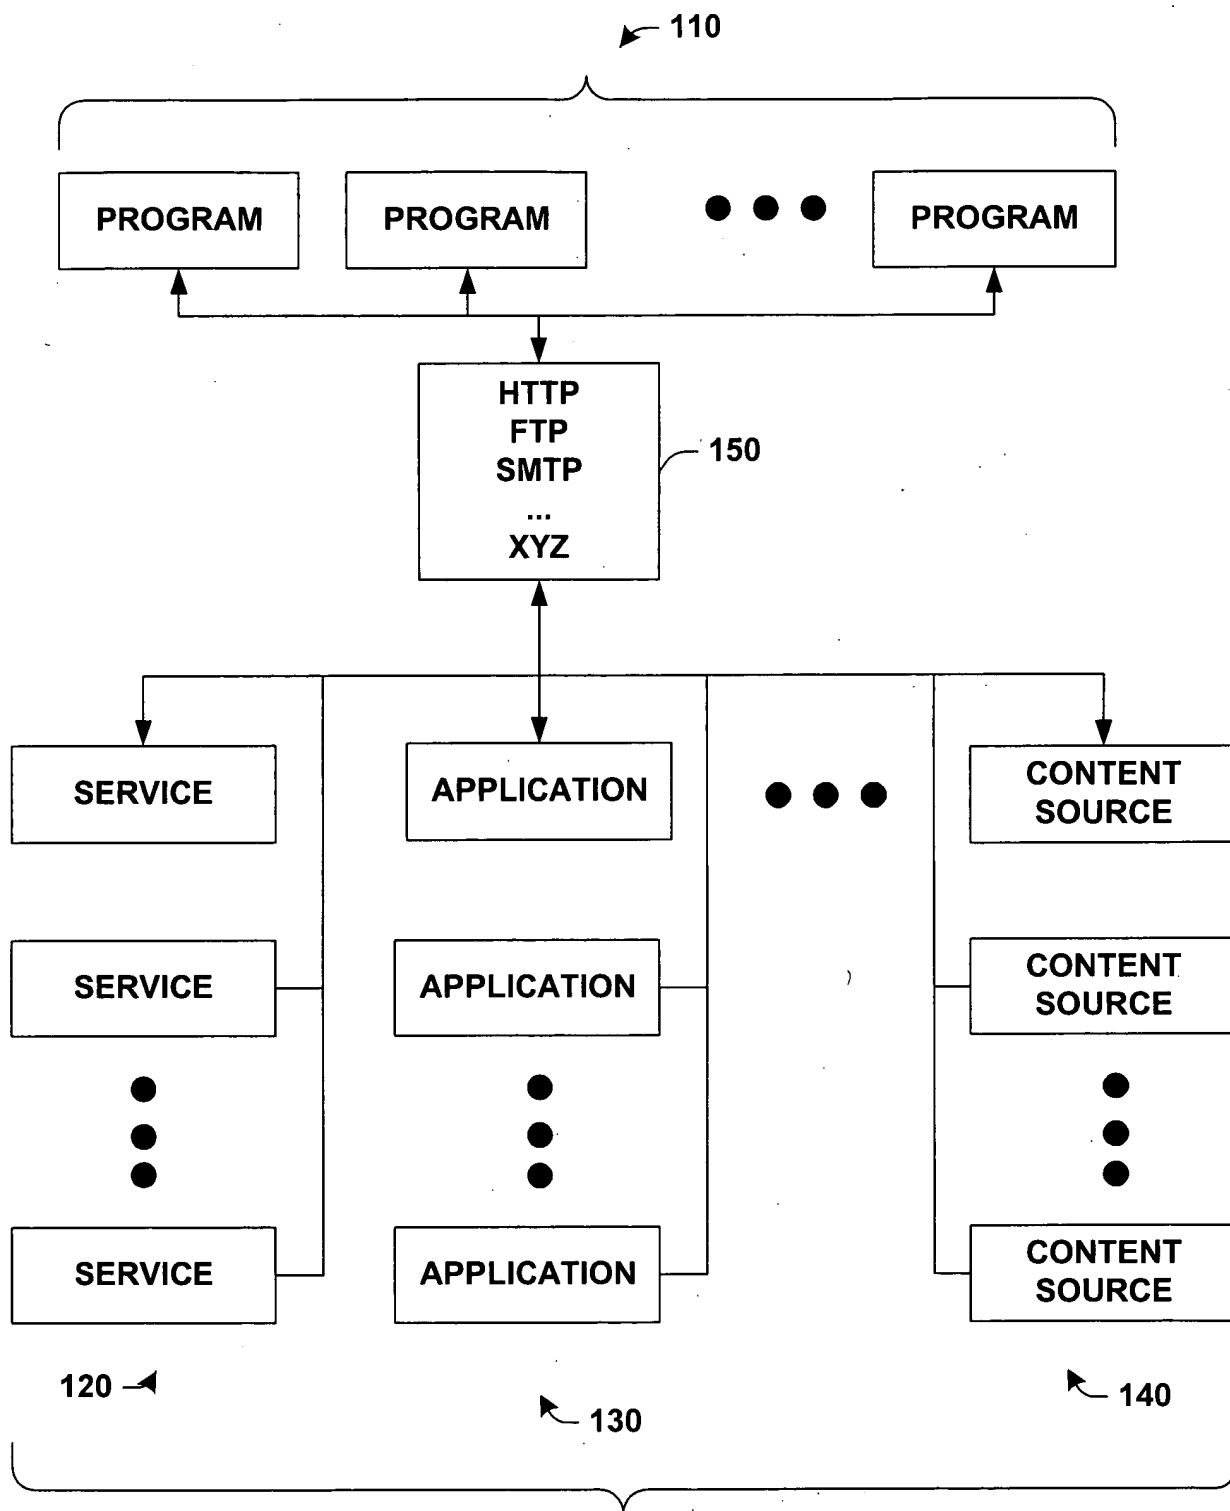 110
PROGRAM PROGRAM PROGRAM
HTTP
FTP
SMTP
...
XYZ
150
SERVICE APPLICATION CONTENT
SOURCE
SERVICE APPLICATION CONTENT
SOURCE
SERVICE APPLICATION CONTENT
SOURCE
120
130
140